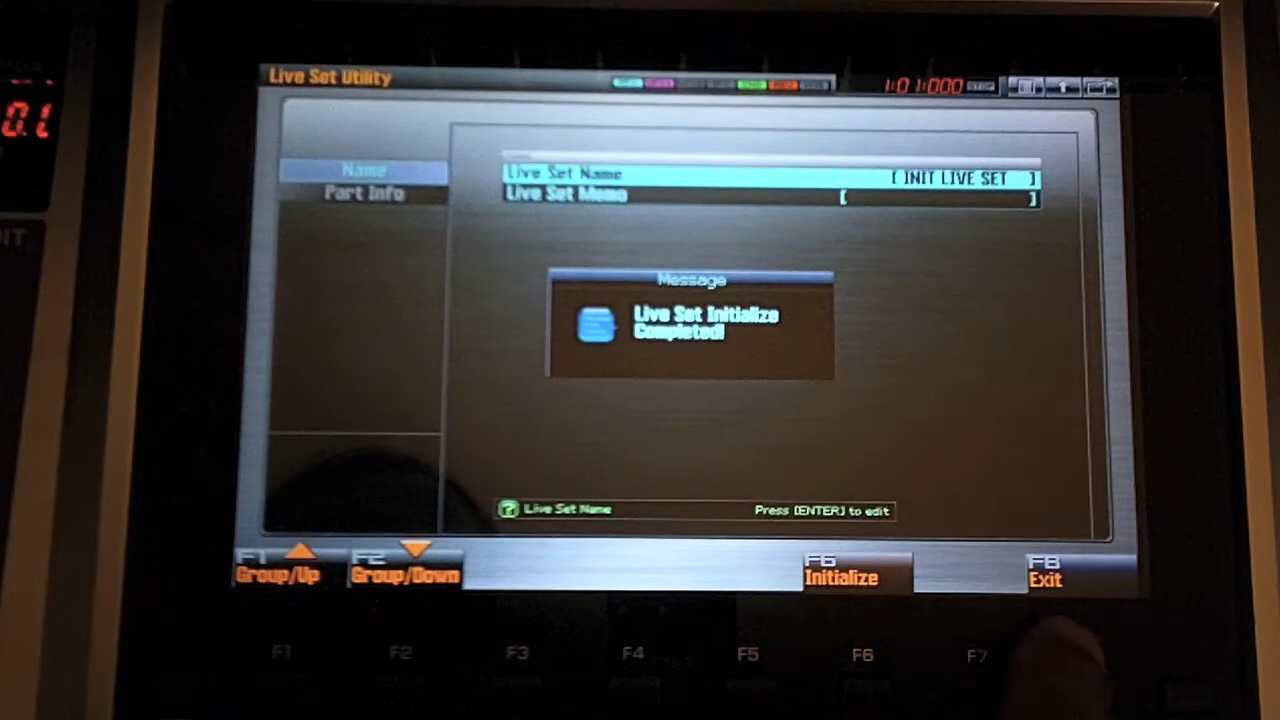 Live Set Utility
1:01:000 STOP
Name
Part Info
Live Set Name [ INIT LIVE SET ]
Live Set Memo [ ]
Message
Live Set Initialize
Completed!
? Live Set Name Press [ENTER] to edit
F1 F2 F6 F8
Group/Up Group/Down Initialize Exit
F1 F2 F3 F4 F5 F6 F7